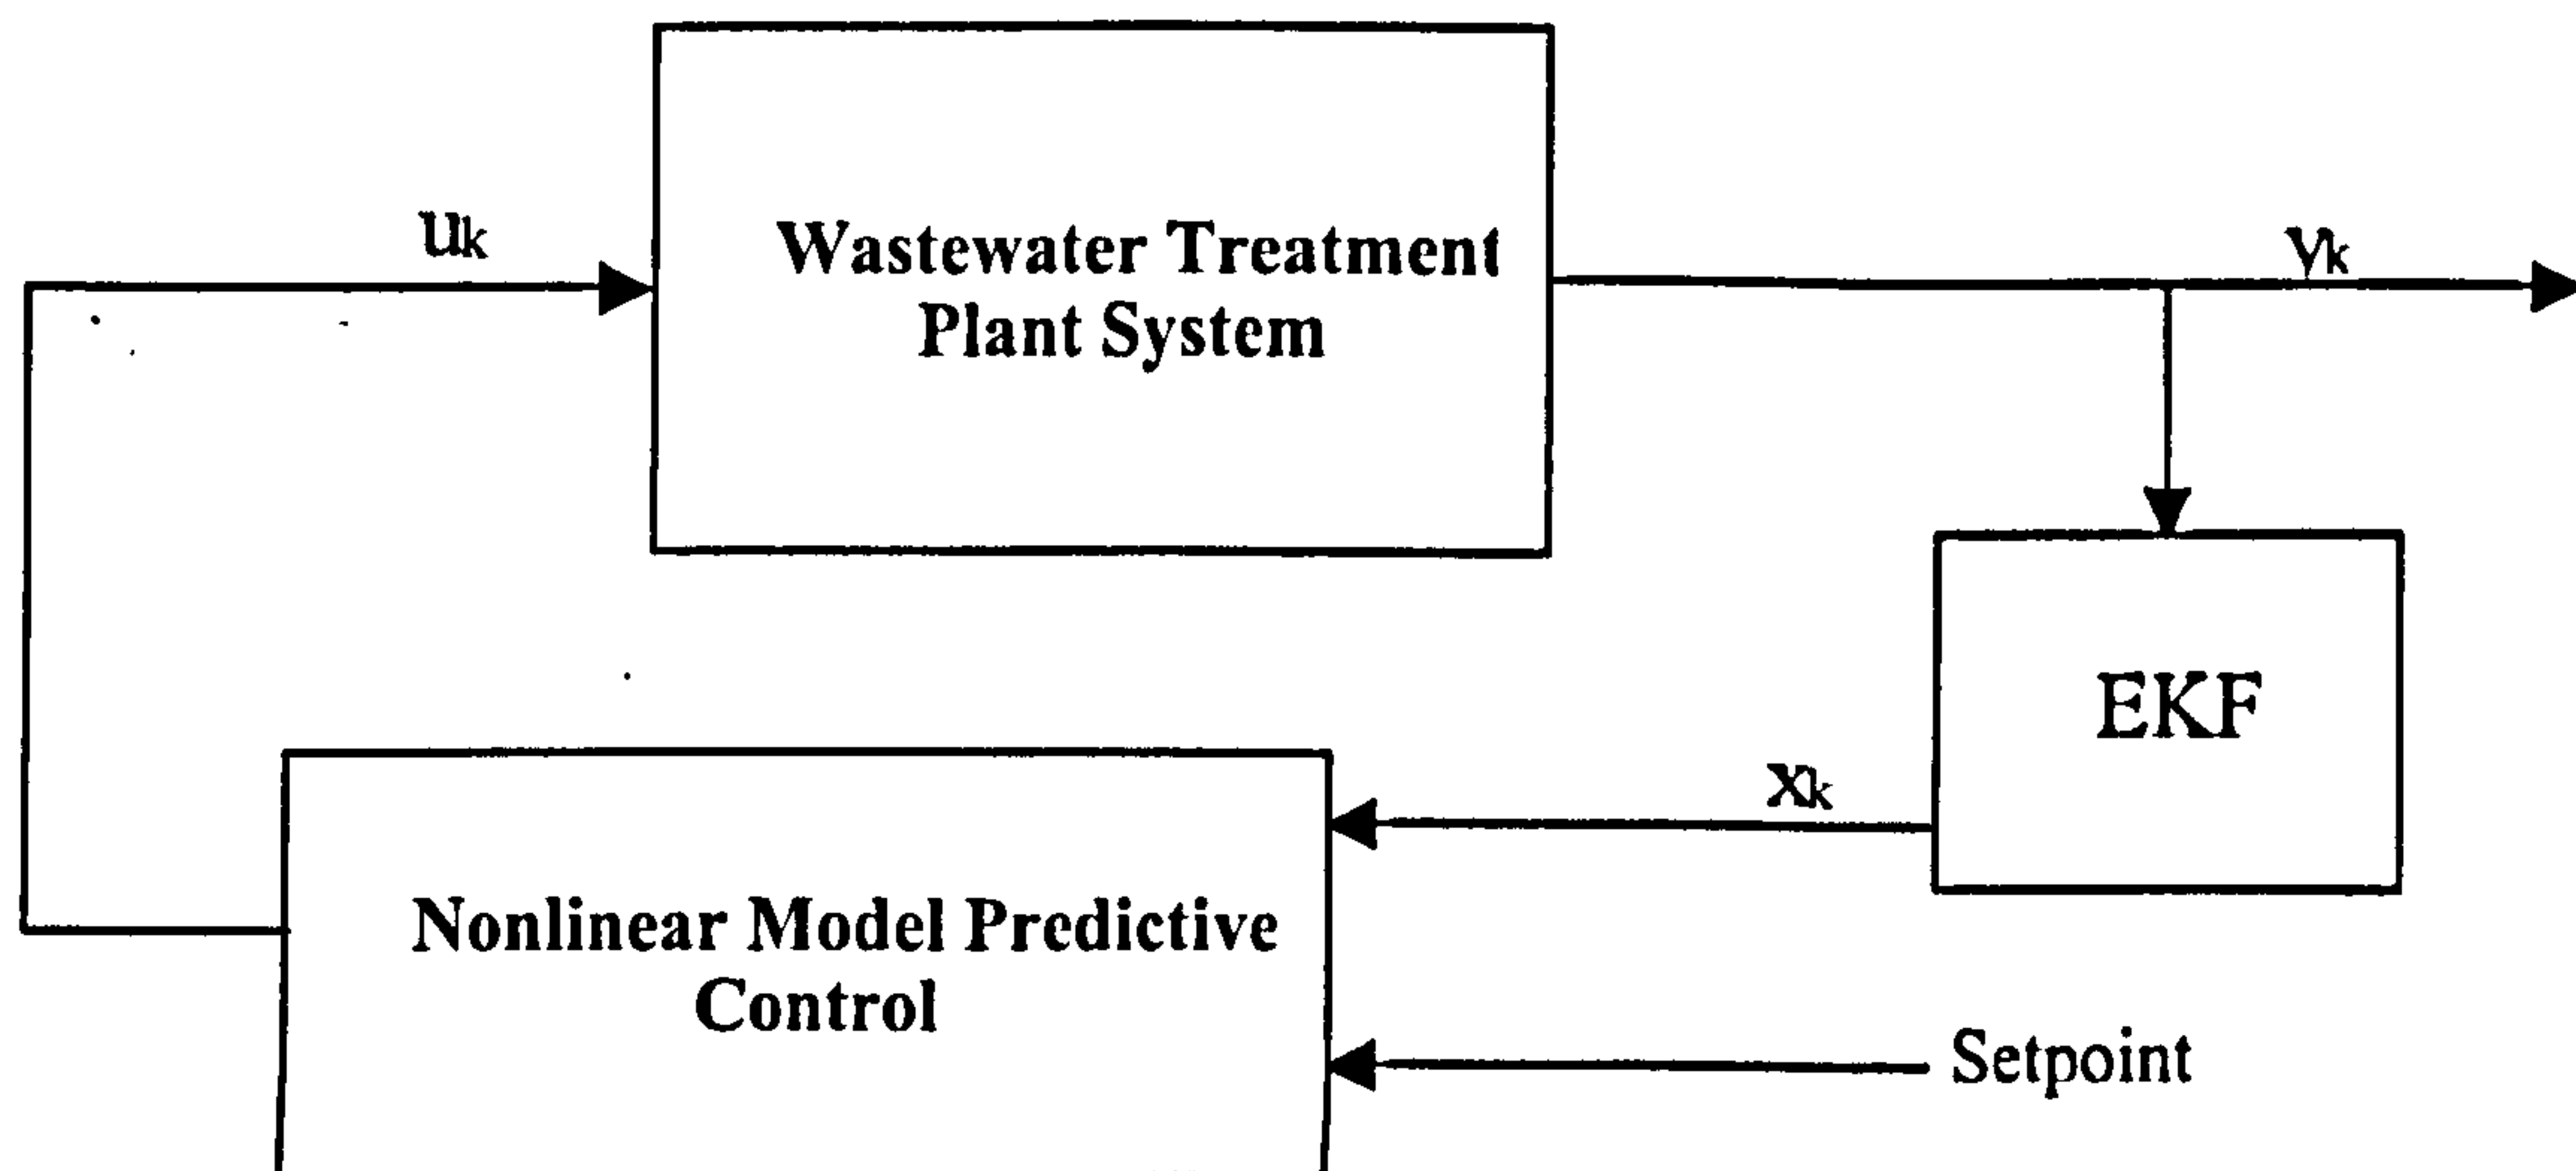 uk
Wastewater Treatment
Plant System
yk
EKF
xk
Nonlinear Model Predictive
Control
Setpoint